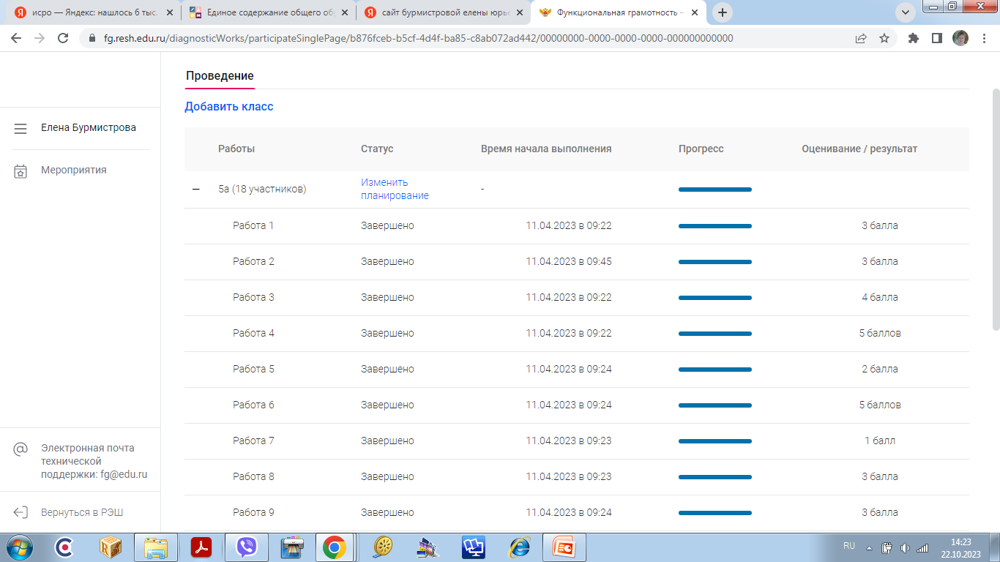 исро — Яндекс: нашлось 6 тыс.
Единое содержание общего обр
сайт бурмистровой елены юрье
Функциональная грамотность –
fg.resh.edu.ru/diagnosticWorks/participateSinglePage/b876fceb-b5cf-4d4f-ba85-c8ab072ad442/00000000-0000-0000-0000-000000000000
Проведение
Добавить класс
Елена Бурмистрова
Мероприятия
Работы Статус Время начала выполнения Прогресс Оценивание / результат
5а (18 участников) Изменить планирование -
Работа 1 Завершено 11.04.2023 в 09:22 3 балла
Работа 2 Завершено 11.04.2023 в 09:45 3 балла
Работа 3 Завершено 11.04.2023 в 09:22 4 балла
Работа 4 Завершено 11.04.2023 в 09:22 5 баллов
Работа 5 Завершено 11.04.2023 в 09:24 2 балла
Работа 6 Завершено 11.04.2023 в 09:24 5 баллов
Работа 7 Завершено 11.04.2023 в 09:23 1 балл
Работа 8 Завершено 11.04.2023 в 09:23 3 балла
Работа 9 Завершено 11.04.2023 в 09:24 3 балла
Электронная почта
технической
поддержки: fg@edu.ru
Вернуться в РЭШ
RU
14:23
22.10.2023